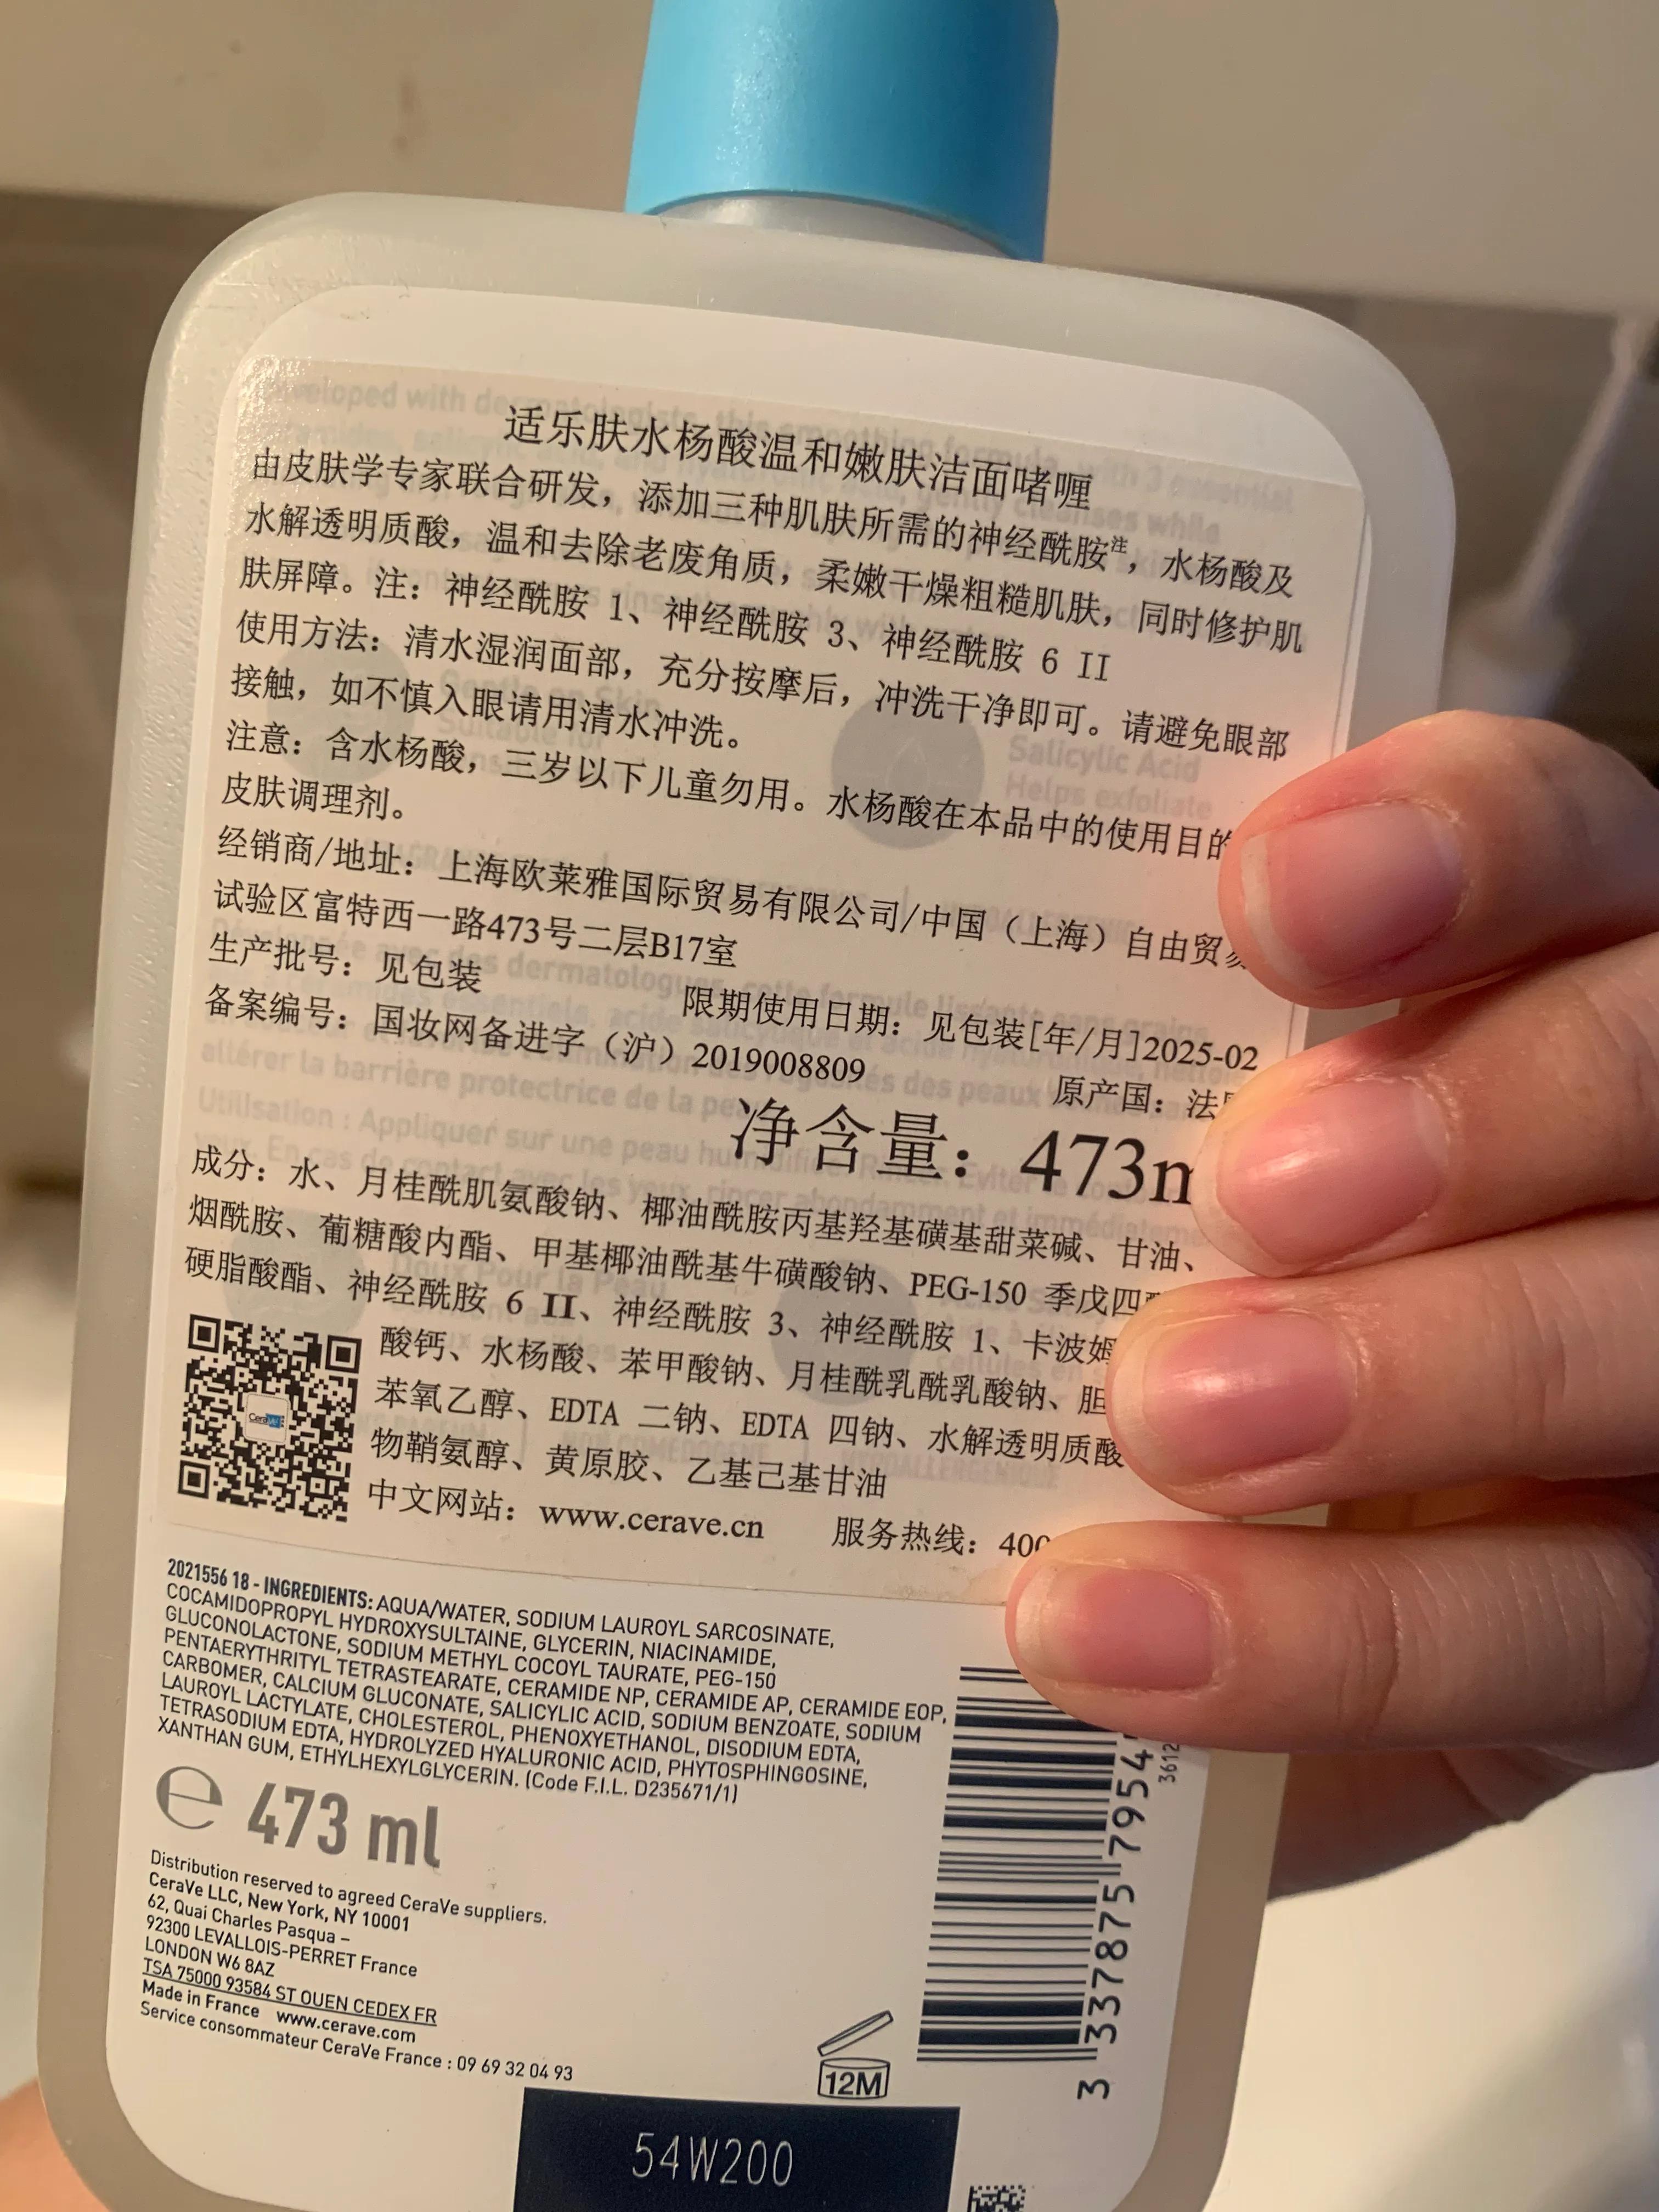 适乐肤水杨酸温和嫩肤洁面啫喱
由皮肤学专家联合研发，添加三种肌肤所需的神经酰胺注，水杨酸及
水解透明质酸，温和去除老废角质，柔嫩干燥粗糙肌肤，同时修护肌
肤屏障。注：神经酰胺 1、神经酰胺 3、神经酰胺 6 II
使用方法：清水湿润面部，充分按摩后，冲洗干净即可。请避免眼部
接触，如不慎入眼请用清水冲洗。
注意：含水杨酸，三岁以下儿童勿用。水杨酸在本品中的使用目的
皮肤调理剂。
经销商/地址：上海欧莱雅国际贸易有限公司/中国（上海）自由贸易
试验区富特西一路473号二层B17室
生产批号：见包装 限期使用日期：见包装[年/月]2025-02
备案编号：国妆网备进字（沪）2019008809 原产国：法
净含量：473m
成分：水、月桂酰肌氨酸钠、椰油酰胺丙基羟基磺基甜菜碱、甘油、
烟酰胺、葡糖酸内酯、甲基椰油酰基牛磺酸钠、PEG-150 季戊四
硬脂酸酯、神经酰胺 6 II、神经酰胺 3、神经酰胺 1、卡波姆
酸钙、水杨酸、苯甲酸钠、月桂酰乳酰乳酸钠、胆
苯氧乙醇、EDTA 二钠、EDTA 四钠、水解透明质酸
物鞘氨醇、黄原胶、乙基己基甘油
中文网站：www.cerave.cn 服务热线：400
CeraVe
Salicylic Acid
Helps exfoliate
2021556 18 - INGREDIENTS: AQUA/WATER, SODIUM LAUROYL SARCOSINATE,
COCAMIDOPROPYL HYDROXYSULTAINE, GLYCERIN, NIACINAMIDE,
GLUCONOLACTONE, SODIUM METHYL COCOYL TAURATE, PEG-150
PENTAERYTHRITYL TETRASTEARATE, CERAMIDE NP, CERAMIDE AP, CERAMIDE EOP,
CARBOMER, CALCIUM GLUCONATE, SALICYLIC ACID, SODIUM BENZOATE, SODIUM
LAUROYL LACTYLATE, CHOLESTEROL, PHENOXYETHANOL, DISODIUM EDTA,
TETRASODIUM EDTA, HYDROLYZED HYALURONIC ACID, PHYTOSPHINGOSINE,
XANTHAN GUM, ETHYLHEXYLGLYCERIN. (Code F.I.L. D235671/1)
e 473 ml
Distribution reserved to agreed CeraVe suppliers.
CeraVe LLC, New York, NY 10001
62, Quai Charles Pasqua –
92300 LEVALLOIS-PERRET France
LONDON W6 8AZ
TSA 75000 93584 ST OUEN CEDEX FR
Made in France www.cerave.com
Service consommateur CeraVe France : 09 69 32 04 93
12M
3 337875 7954
3612
54W200